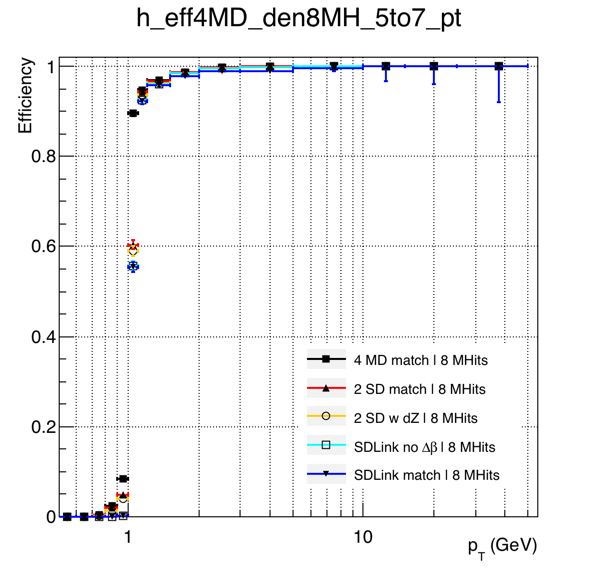 h_eff4MD_den8MH_5to7_pt
Efficiency
1
0.8
0.6
0.4
0.2
0
4 MD match | 8 MHits
2 SD match | 8 MHits
2 SD w dZ | 8 MHits
SDLink no Δβ | 8 MHits
SDLink match | 8 MHits
1
10
p_T (GeV)